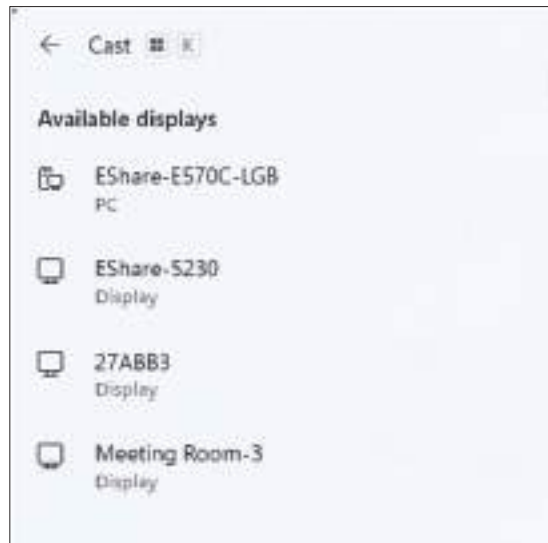 Cast K
Available displays
EShare-E570C-LGB
PC
EShare-5230
Display
27ABB3
Display
Meeting Room-3
Display